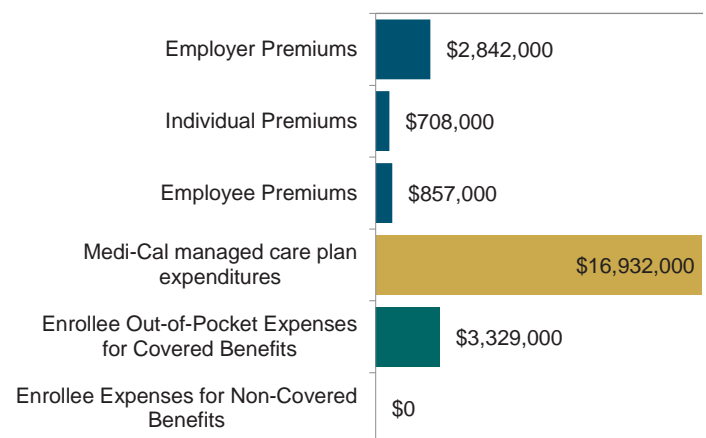 Employer Premiums
$2,842,000
Individual Premiums
$708,000
Employee Premiums
$857,000
Medi-Cal managed care plan
expenditures
$16,932,000
Enrollee Out-of-Pocket Expenses
for Covered Benefits
$3,329,000
Enrollee Expenses for Non-Covered
Benefits
$0